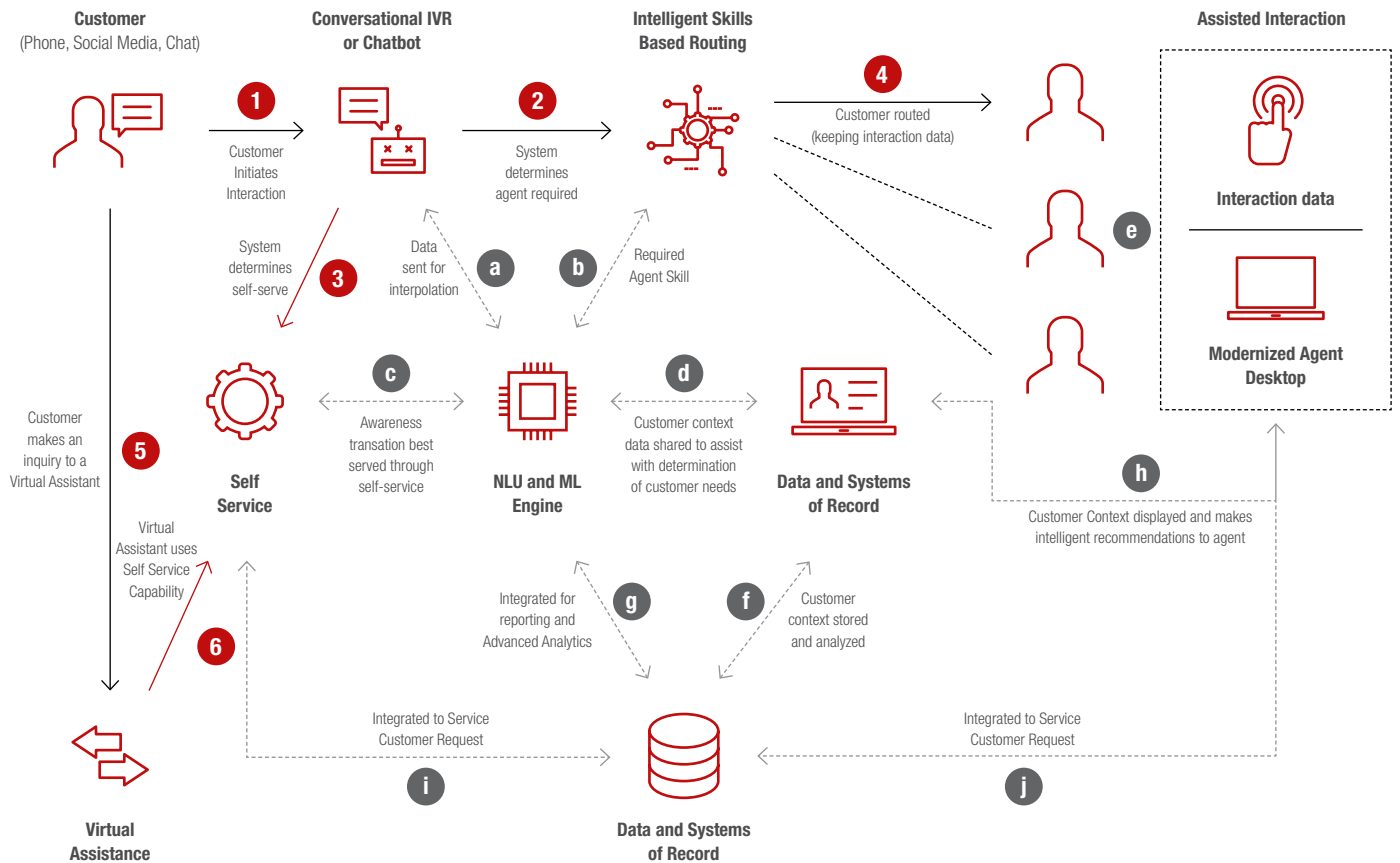 Customer
(Phone, Social Media, Chat)
Conversational IVR
or Chatbot
Intelligent Skills
Based Routing
Assisted Interaction
1
Customer
Initiates
Interaction
2
System
determines
agent required
4
Customer routed
(keeping interaction data)
Interaction data
e
Modernized Agent
Desktop
System
determines
self-serve
3
Data
sent for
interpolation
a
b
Required
Agent Skill
Customer
makes an
inquiry to a
Virtual Assistant
5
Self
Service
c
Awareness
transation best
served through
self-service
NLU and ML
Engine
d
Customer context
data shared to assist
with determination
of customer needs
Data and Systems
of Record
h
Customer Context displayed and makes
intelligent recommendations to agent
Virtual
Assistant uses
Self Service
Capability
6
Integrated for
reporting and
Advanced Analytics
g
f
Customer
context stored
and analyzed
Integrated to Service
Customer Request
i
Integrated to Service
Customer Request
j
Virtual
Assistance
Data and Systems
of Record